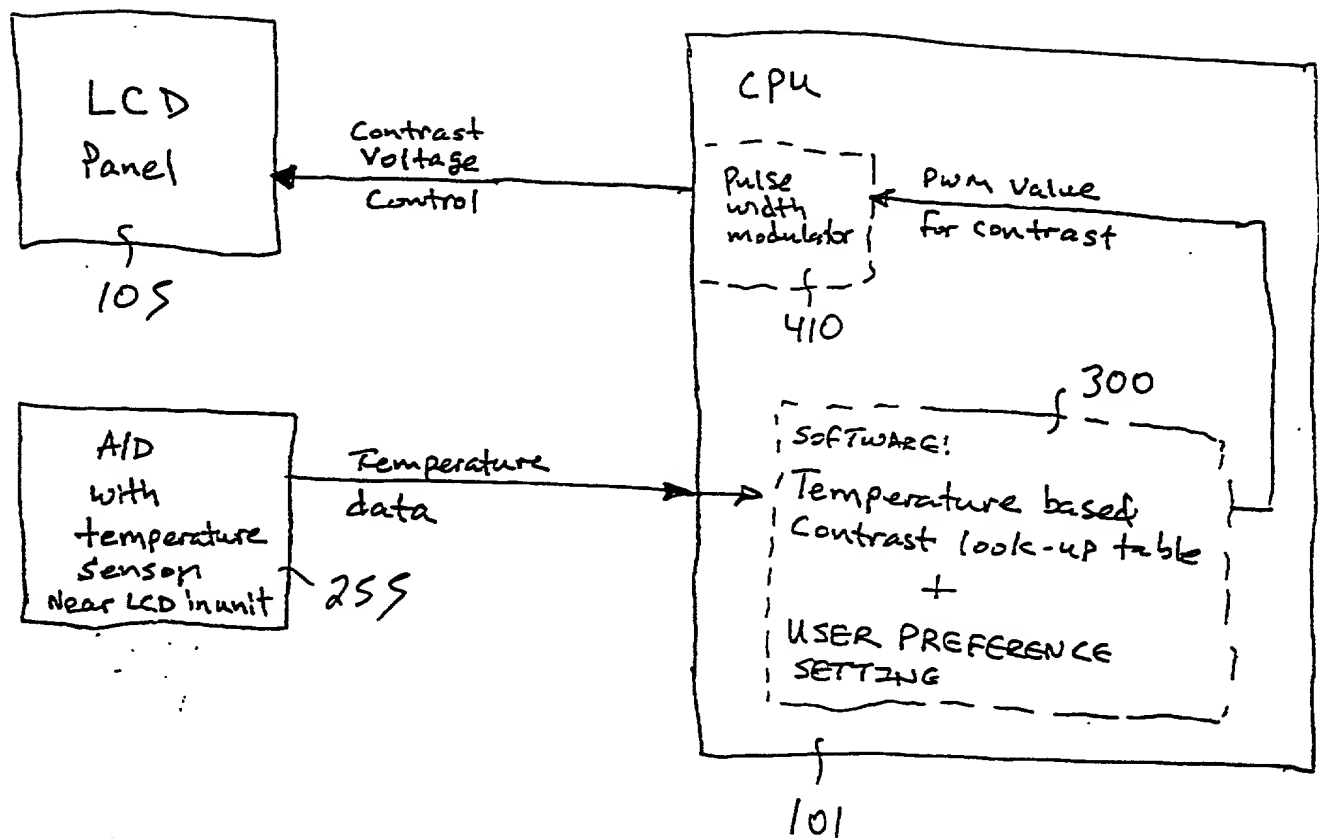 LCD
Panel
105
Contrast
Voltage
Control
CPU
Pulse
width
modulator
410
PWM Value
for contrast
A/D
with
temperature
sensor
Near LCD in unit
255
Temperature
data
300
SOFTWARE:
Temperature based
Contrast look-up table
+
USER PREFERENCE
SETTING
101